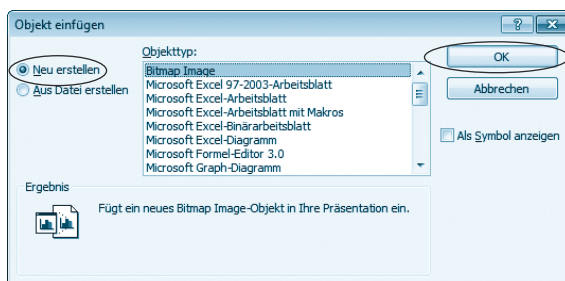 Objekt einfügen
Objekttyp:
Neu erstellen
Aus Datei erstellen
Bitmap Image
Microsoft Excel 97-2003-Arbeitsblatt
Microsoft Excel-Arbeitsblatt
Microsoft Excel-Arbeitsblatt mit Makros
Microsoft Excel-Binärarbeitsblatt
Microsoft Excel-Diagramm
Microsoft Formel-Editor 3.0
Microsoft Graph-Diagramm
OK
Abbrechen
Als Symbol anzeigen
Ergebnis
Fügt ein neues Bitmap Image-Objekt in Ihre Präsentation ein.